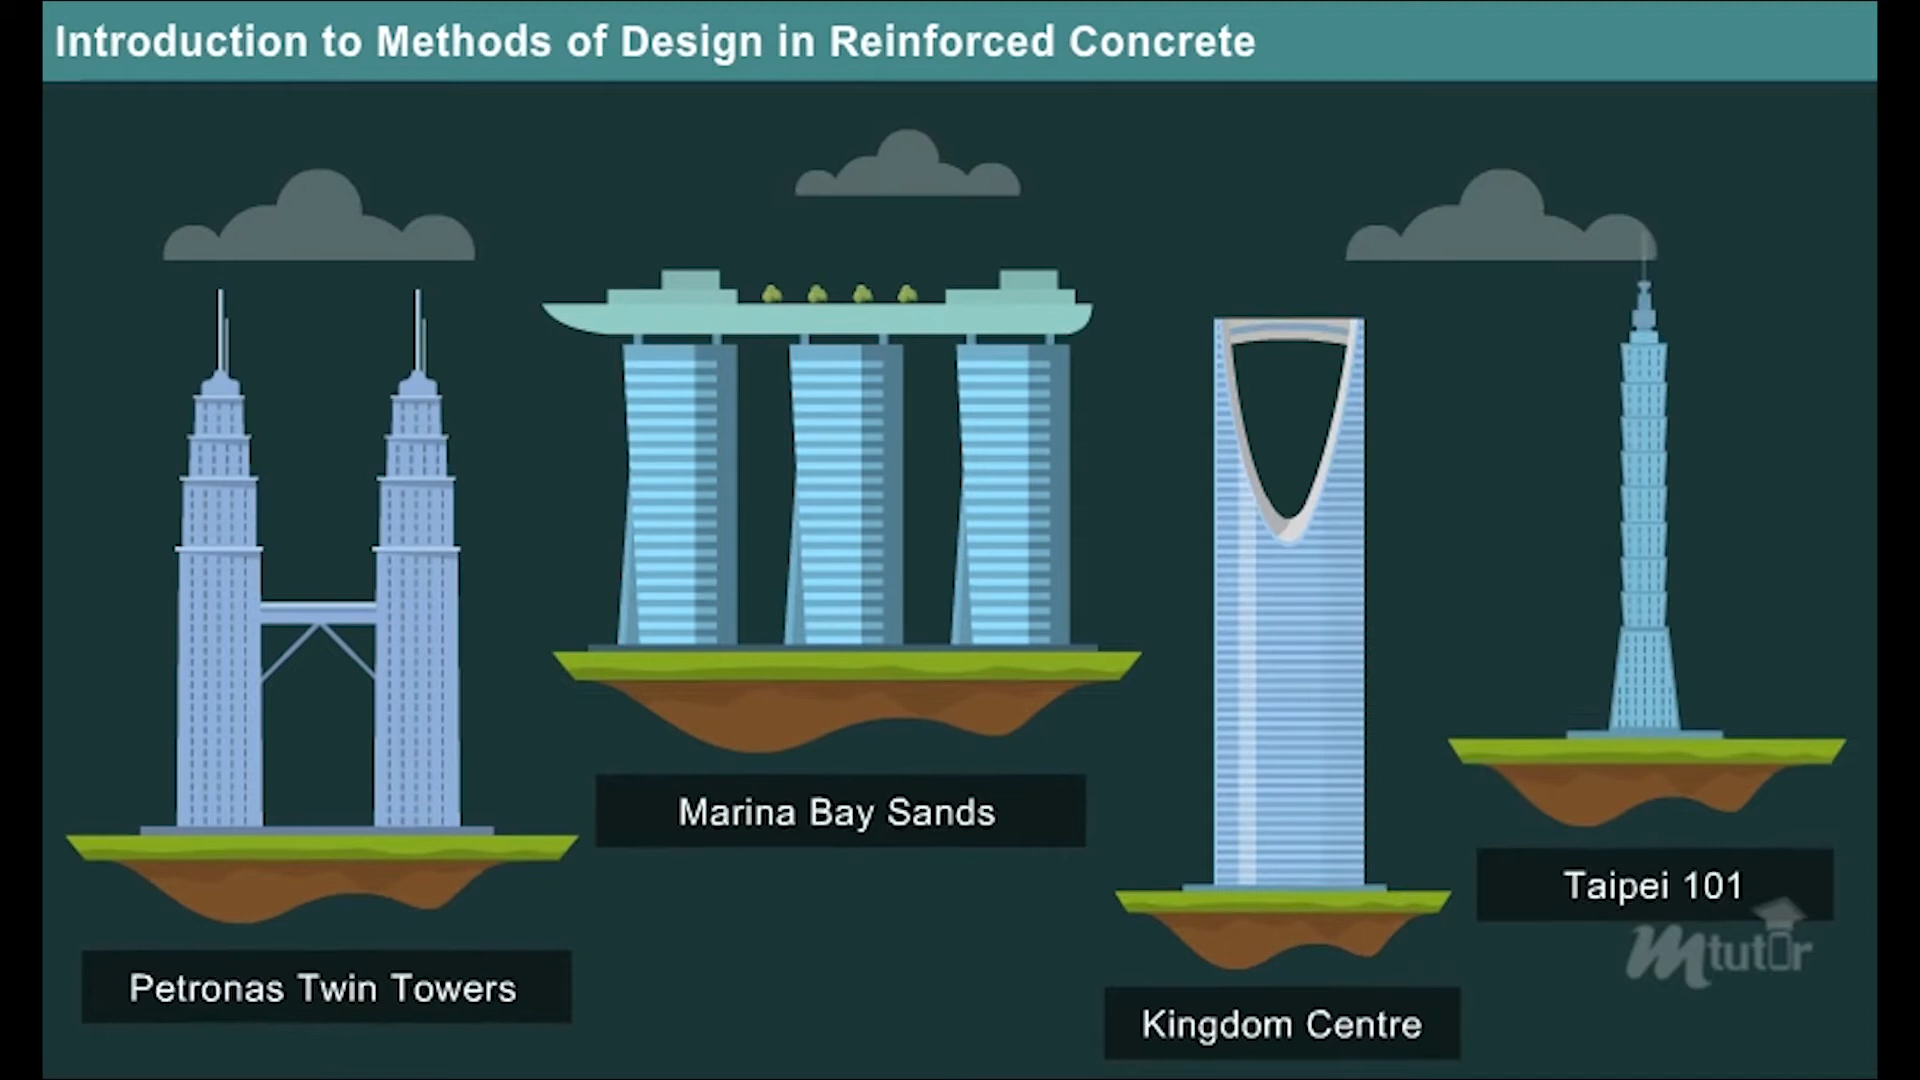 Introduction to Methods of Design in Reinforced Concrete
Marina Bay Sands
Taipei 101
Mtutor
Petronas Twin Towers
Kingdom Centre